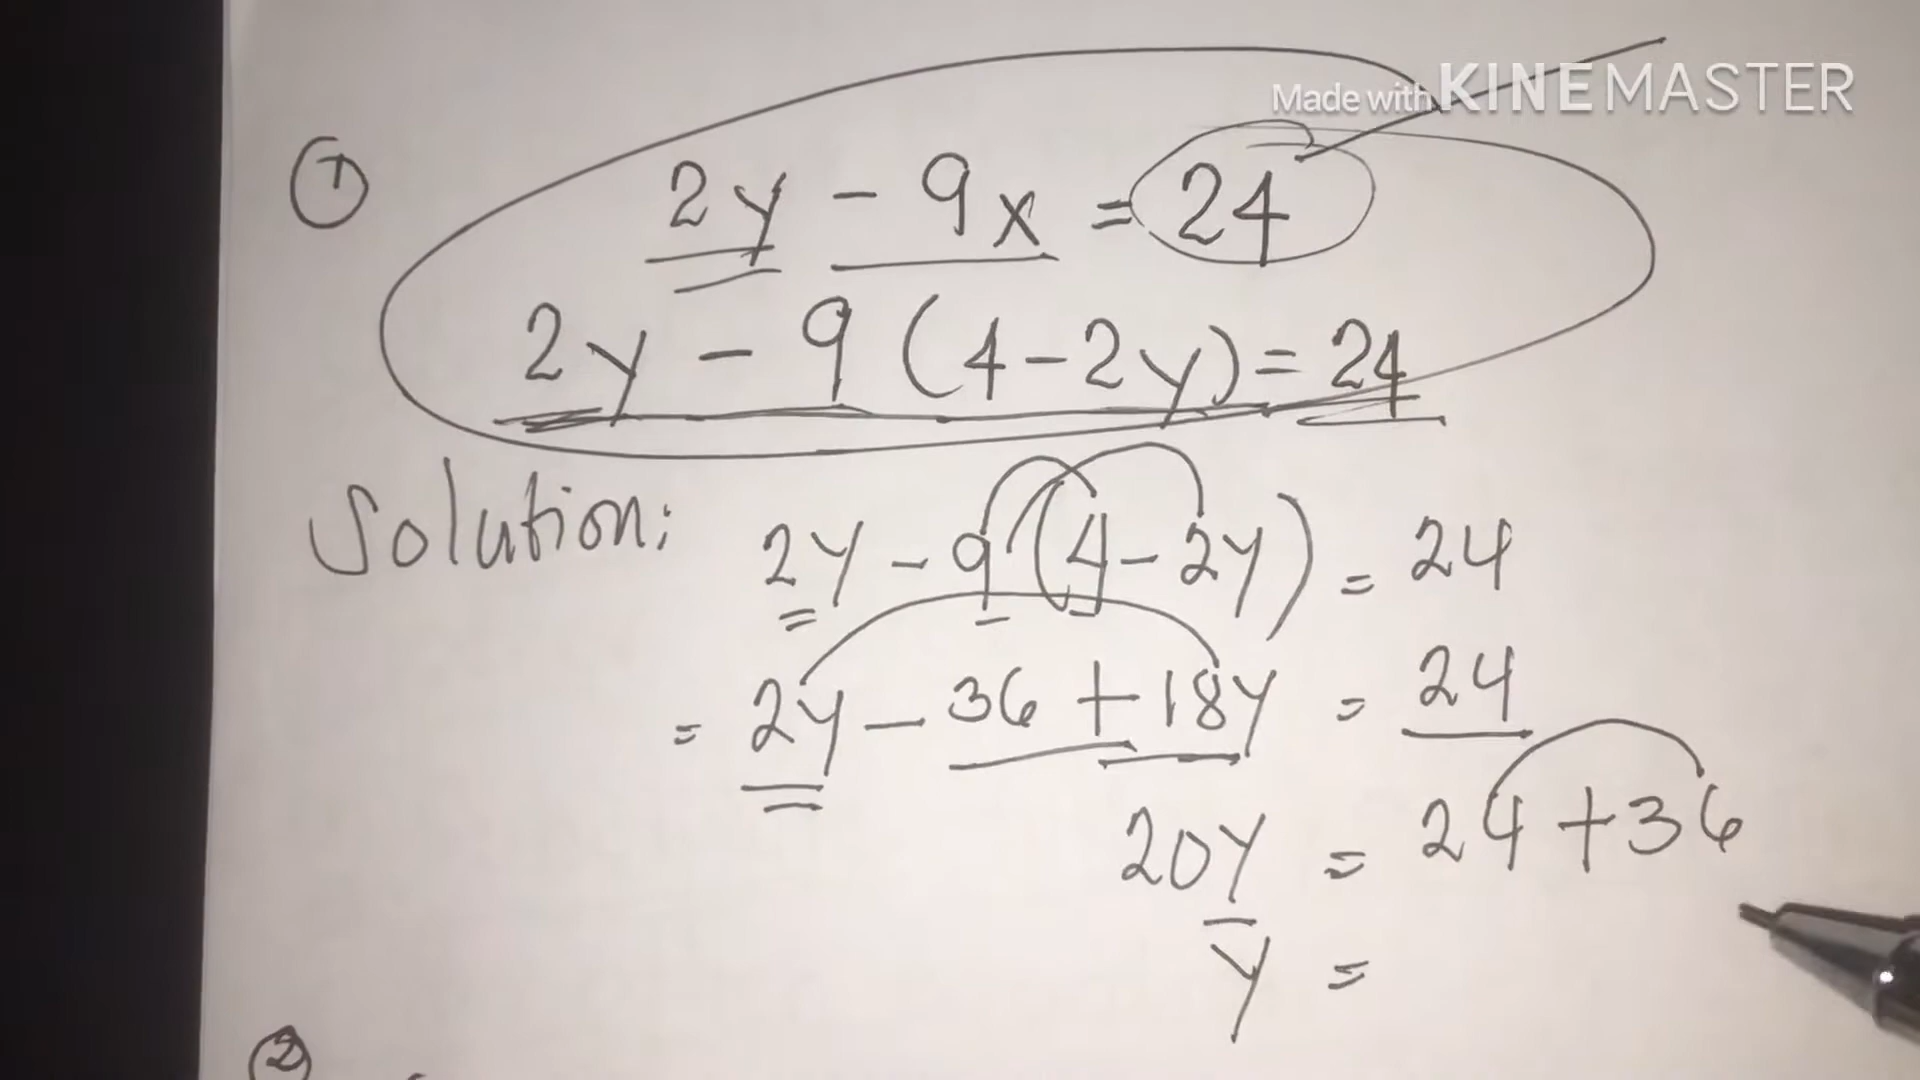 Made with KINEMASTER
① 2y - 9x = 24
2y - 9 (4-2y) = 24
Solution: 2y - 9 (4 - 2y) = 24
= 2y - 36 + 18y = 24
20y = 24 + 36
y =
②